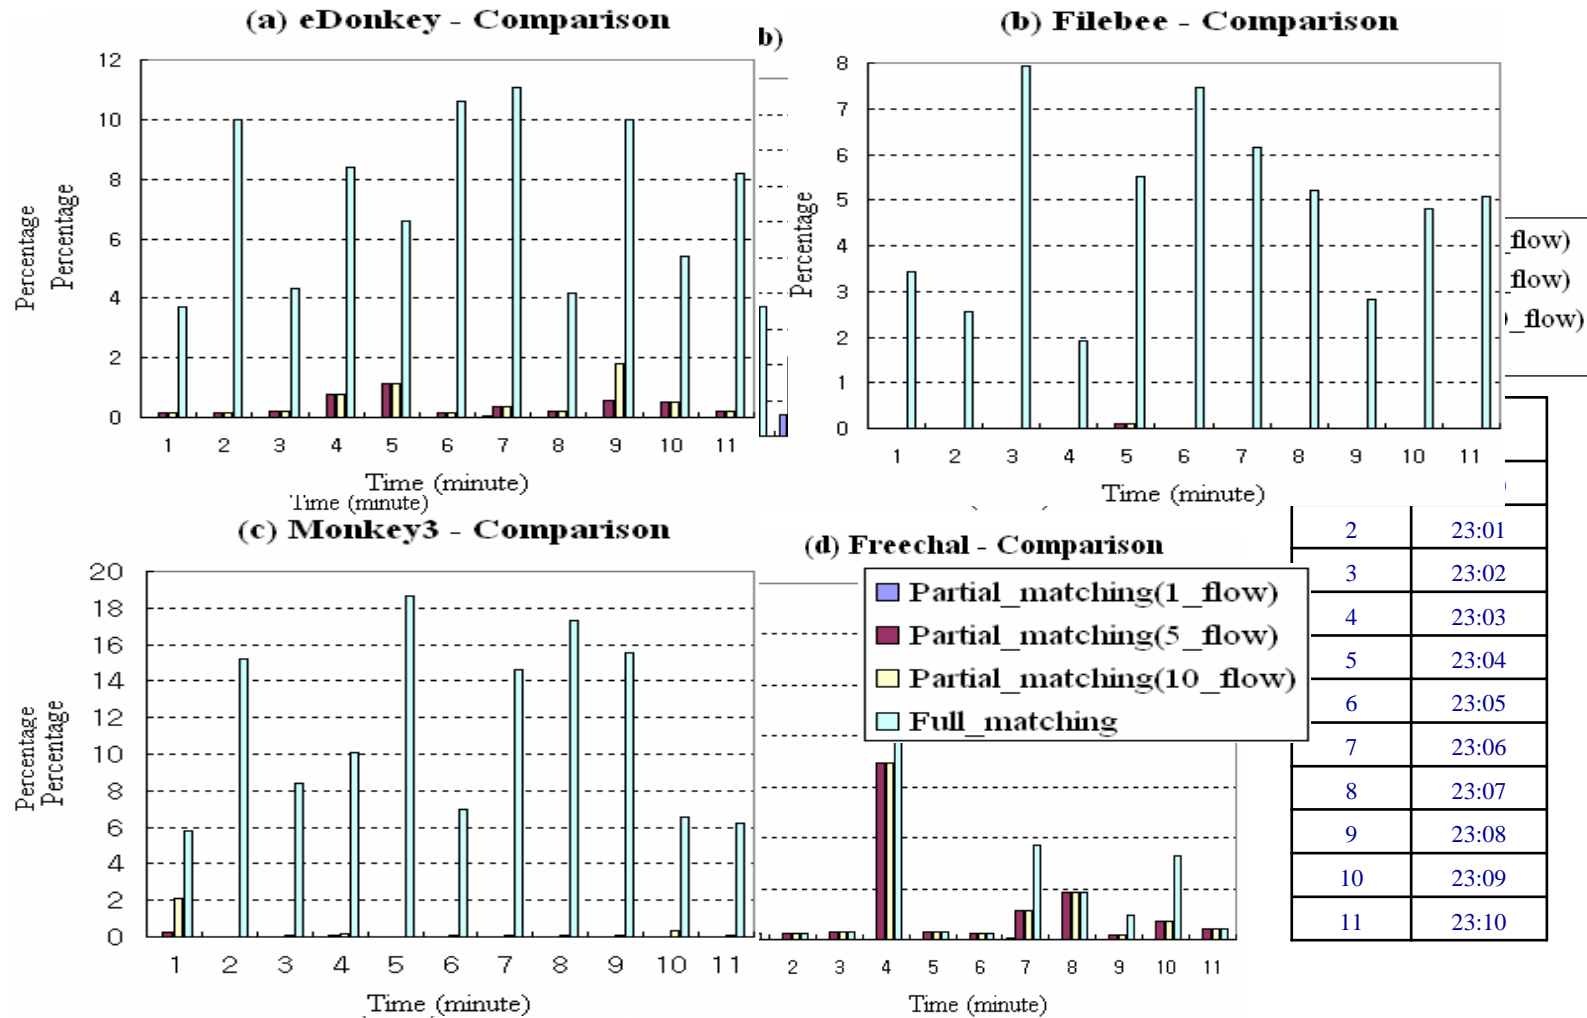 (a) eDonkey - Comparison
12
10
8
6
4
2
0
Percentage
Percentage
1 2 3 4 5 6 7 8 9 10 11
Time (minute)
Time (minute)
b)
(b) Filebee - Comparison
8
7
6
5
4
3
2
1
0
Percentage
1 2 3 4 5 6 7 8 9 10 11
Time (minute)
_flow)
_flow)
_flow)
(c) Monkey3 - Comparison
20
18
16
14
12
10
8
6
4
2
0
Percentage
Percentage
1 2 3 4 5 6 7 8 9 10 11
Time (minute)
(d) Freechal - Comparison
Partial_matching(1_flow)
Partial_matching(5_flow)
Partial_matching(10_flow)
Full_matching
2 3 4 5 6 7 8 9 10 11
Time (minute)
2 23:01
3 23:02
4 23:03
5 23:04
6 23:05
7 23:06
8 23:07
9 23:08
10 23:09
11 23:10